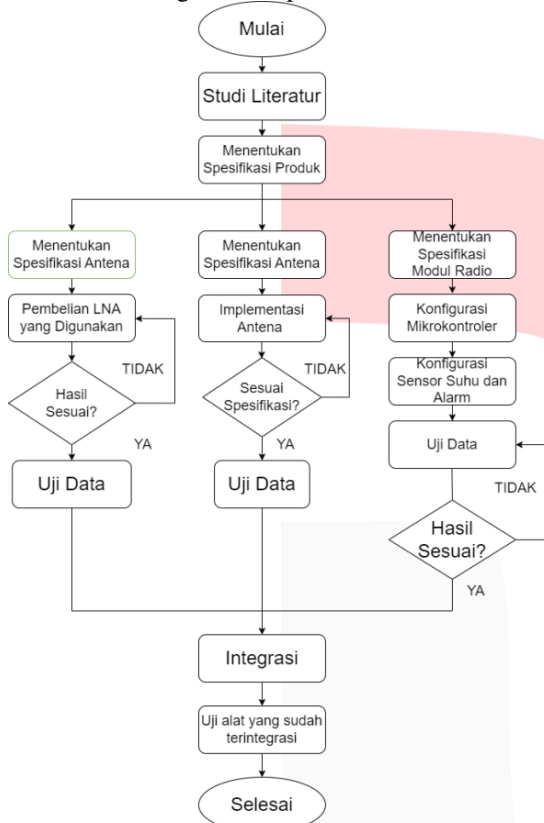 Mulai
Studi Literatur
Menentukan
Spesifikasi Produk
Menentukan
Spesifikasi Antena
Menentukan
Spesifikasi Antena
Menentukan
Spesifikasi
Modul Radio
Pembelian LNA
yang Digunakan
Implementasi
Antena
Konfigurasi
Mikrokontroler
TIDAK
TIDAK
Konfigurasi
Sensor Suhu dan
Alarm
Hasil
Sesuai?
Sesuai
Spesifikasi?
YA
YA
Uji Data
Uji Data
Uji Data
TIDAK
Hasil
Sesuai?
YA
Integrasi
Uji alat yang sudah
terintegrasi
Selesai